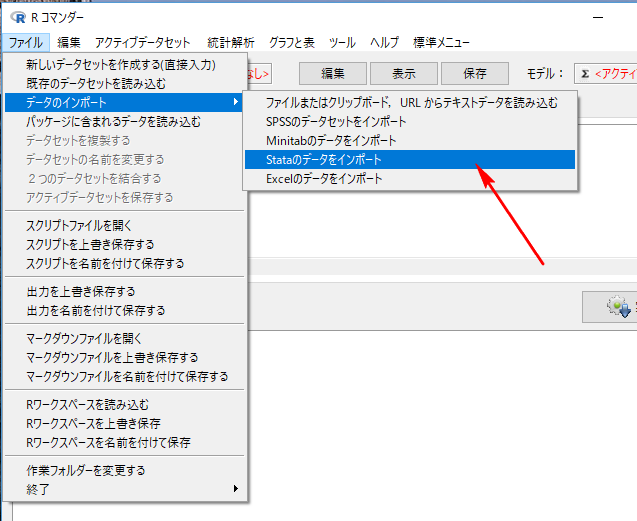 R コマンダー
ファイル 編集 アクティブデータセット 統計解析 グラフと表 ツール ヘルプ 標準メニュー
なし> 編集 表示 保存 モデル： Σ <アクティ
新しいデータセットを作成する(直接入力)
既存のデータセットを読み込む
データのインポート
パッケージに含まれるデータを読み込む
データセットを複製する
データセットの名前を変更する
２つのデータセットを結合する
アクティブデータセットを保存する
スクリプトファイルを開く
スクリプトを上書き保存する
スクリプトを名前を付けて保存する
出力を上書き保存する
出力を名前を付けて保存する
マークダウンファイルを開く
マークダウンファイルを上書き保存する
マークダウンファイルを名前を付けて保存する
Rワークスペースを読み込む
Rワークスペースを上書き保存
Rワークスペースを名前を付けて保存
作業フォルダーを変更する
終了
ファイルまたはクリップボード，URL からテキストデータを読み込む
SPSSのデータセットをインポート
Minitabのデータをインポート
Stataのデータをインポート
Excelのデータをインポート